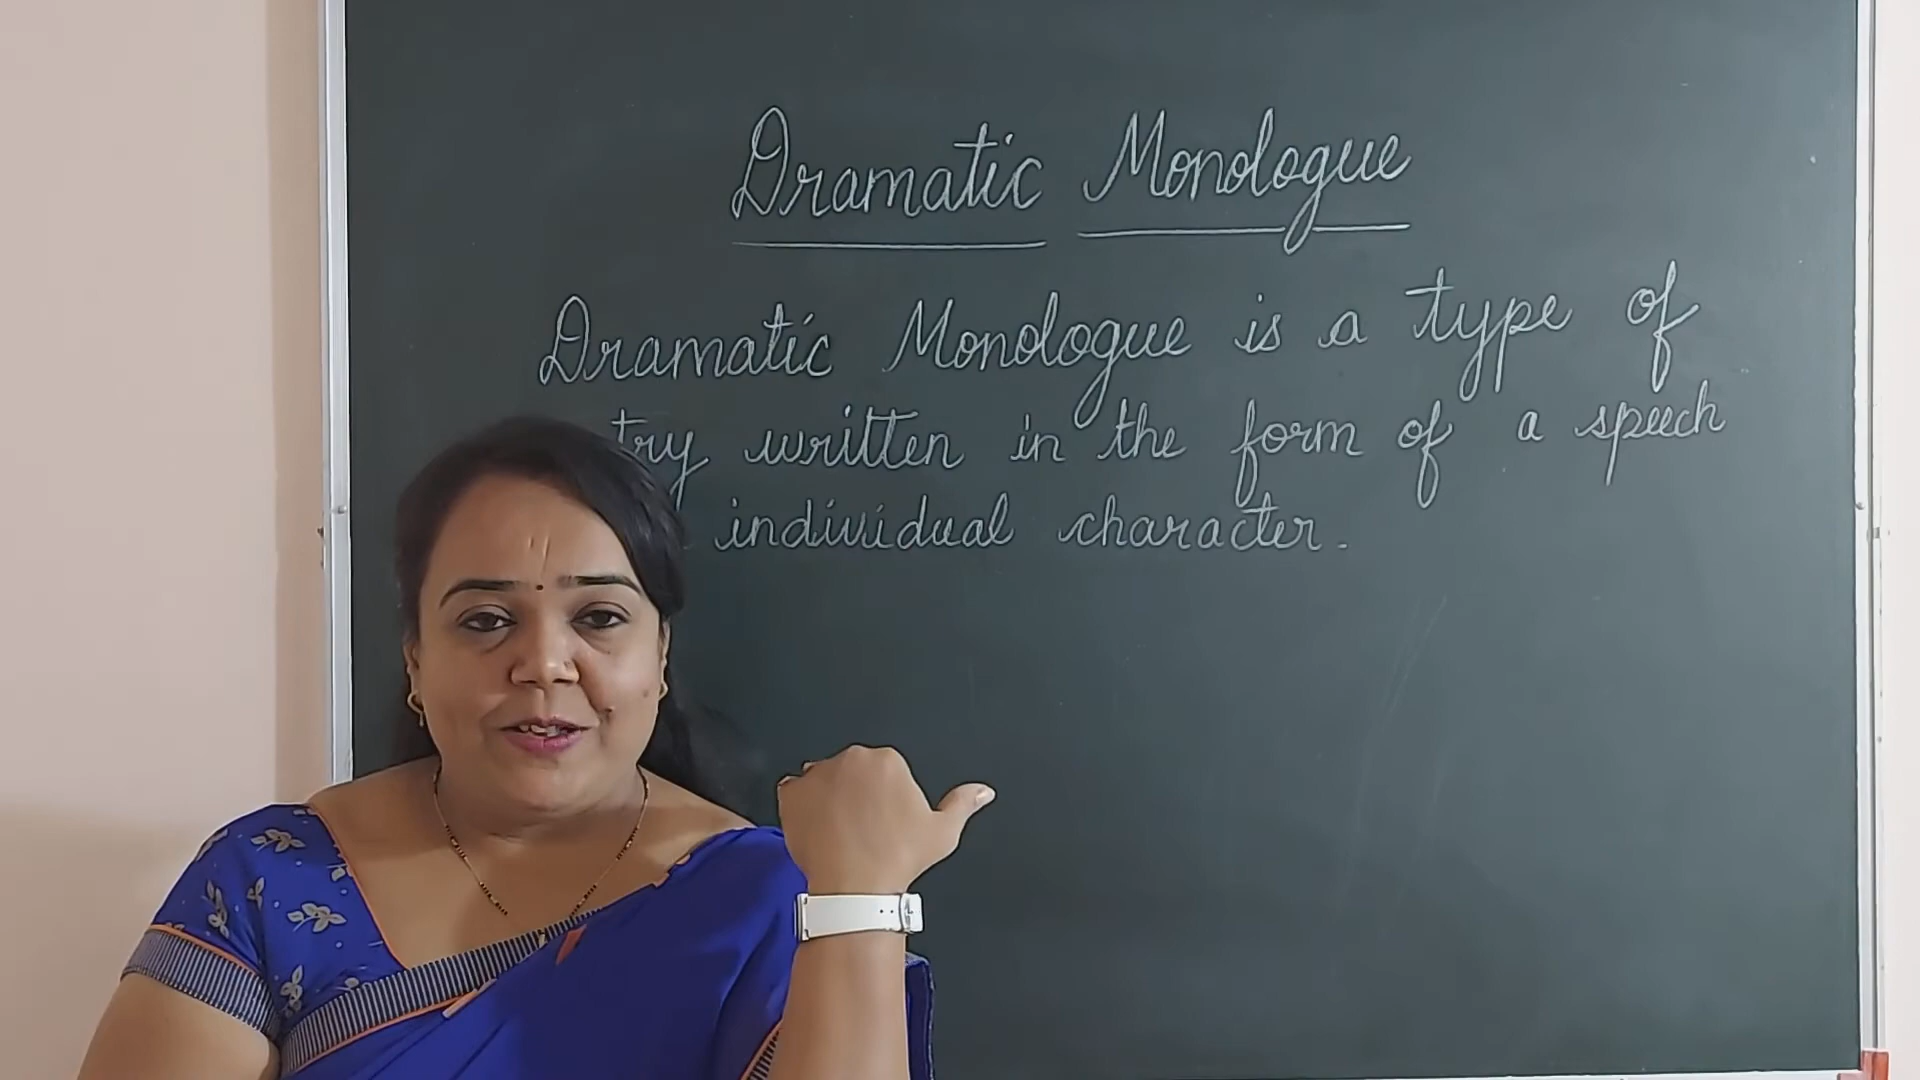 Dramatic Monologue
Dramatic Monologue is a type of
try written in the form of a speech
individual character.